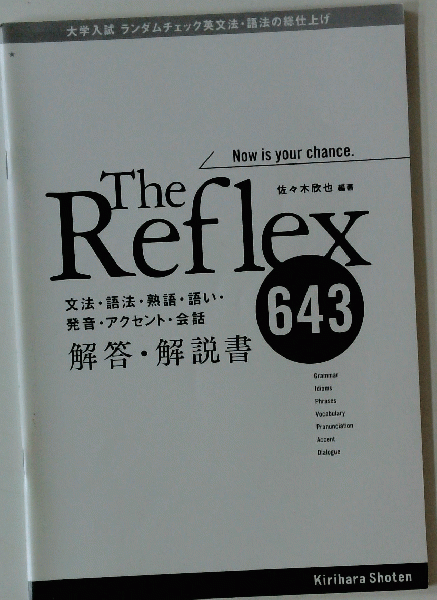 大学入試 ランダムチェック英文法・語法の総仕上げ
Now is your chance.
佐々木欣也 編著
The
Reflex
643
文法・語法・熟語・語い・
発音・アクセント・会話
解答・解説書
Grammar
Idioms
Phrases
Vocabulary
Pronunciation
Accent
Dialogue
Kirihara Shoten